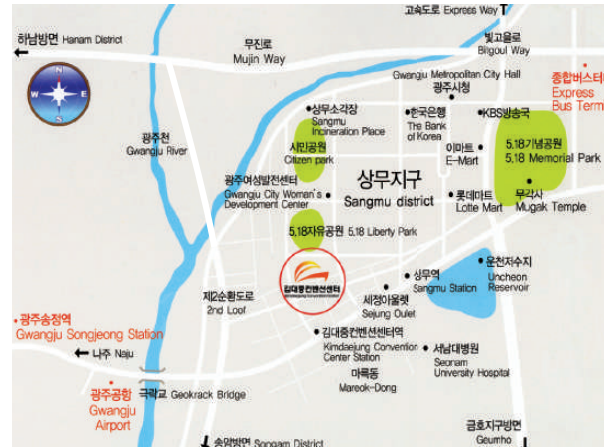 고속도로 Express Way
하남방면 Hanam District
무진로
Mujin Way
빛고을로
Bitgoul Way
N
W
E
S
Gwangju Metropolitan City Hall
광주시청
종합버스터
Express
Bus Term
상무소각장
Sangmu
Incineration Place
한국은행
The Bank
of Korea
KBS방송국
광주천
Gwangju River
시민공원
Citizen park
이마트
E-Mart
5.18기념공원
5.18 Memorial Park
광주여성발전센터
Gwangju City Woman's
Development Center
상무지구
Sangmu district
롯데마트
Lotte Mart
무각사
Mugak Temple
5.18자유공원 5.18 Liberty Park
김대중컨벤션센터
상무역
Sangmu Station
운천저수지
Uncheon
Reservoir
제2순환도로
2nd Loof
세정아울렛
Sejung Oulet
광주송정역
Gwangju Songjeong Station
나주 Naju
김대중컨벤션센터역
Kimdaejung Convention
Center Station
서남대병원
Seonam
University Hospital
마륵동
Mareok-Dong
광주공항
Gwangju
Airport
극락교 Geokrack Bridge
금호지구방면
Geumho
송암방면 Songam District